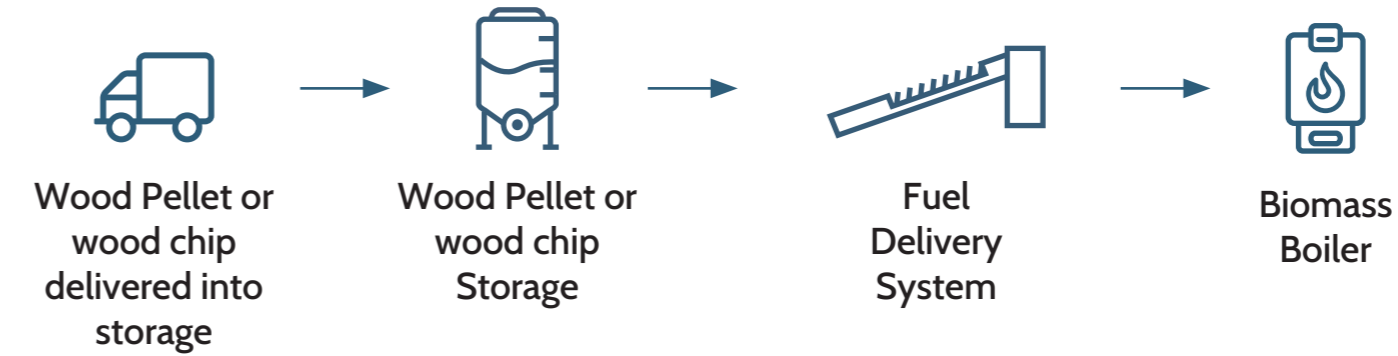 Wood Pellet or
wood chip
delivered into
storage
Wood Pellet or
wood chip
Storage
Fuel
Delivery
System
Biomass
Boiler